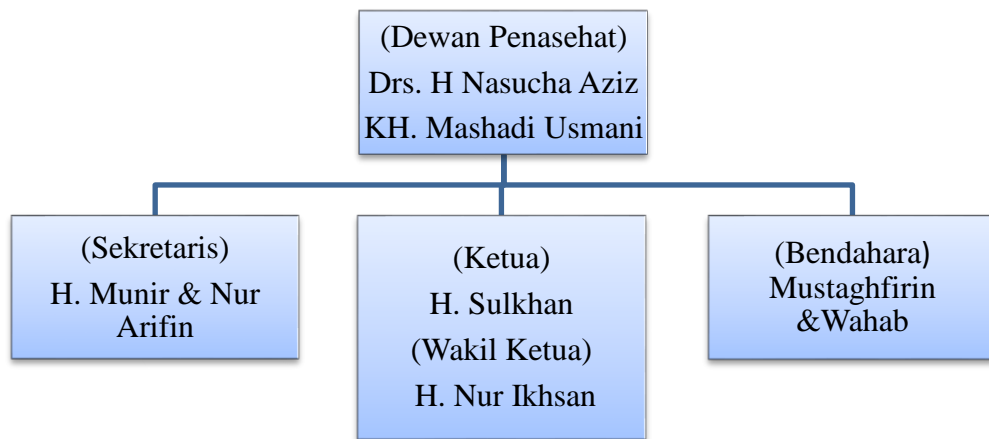 (Dewan Penasehat)
Drs. H Nasucha Aziz
KH. Mashadi Usmani
(Sekretaris)
H. Munir & Nur
Arifin
(Ketua)
H. Sulkhan
(Wakil Ketua)
H. Nur Ikhsan
(Bendahara)
Mustaghfirin
&Wahab